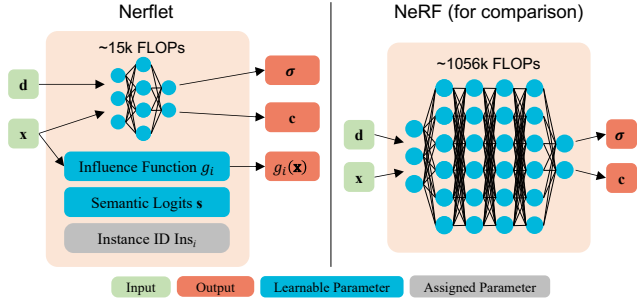 Nerflet
~15k FLOPs
d
x
σ
c
Influence Function gᵢ
gᵢ(x)
Semantic Logits s
Instance ID Insᵢ
NeRF (for comparison)
~1056k FLOPs
d
x
σ
c
Input
Output
Learnable Parameter
Assigned Parameter